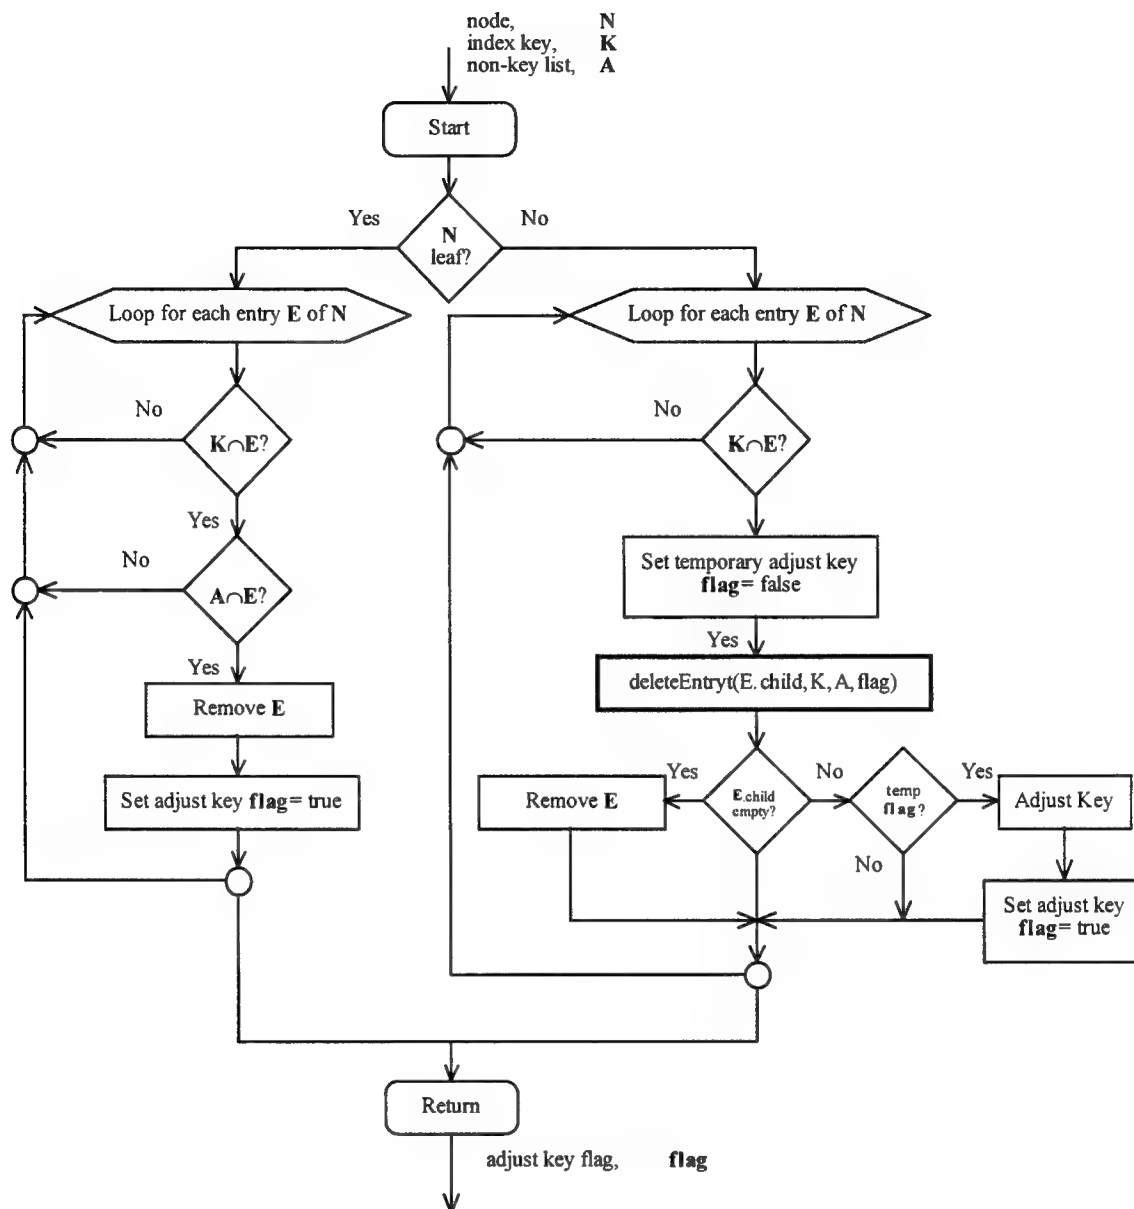 node, N
index key, K
non-key list, A
Start
Yes
No
N
leaf?
Loop for each entry E of N
Loop for each entry E of N
No
No
K∩E?
K∩E?
Yes
Set temporary adjust key
flag= false
No
A∩E?
Yes
Yes
deleteEntryt(E.child, K, A, flag)
Remove E
Yes
No
Yes
Remove E
E.child
empty?
temp
flag?
Adjust Key
Set adjust key flag= true
No
Set adjust key
flag= true
Return
adjust key flag, flag